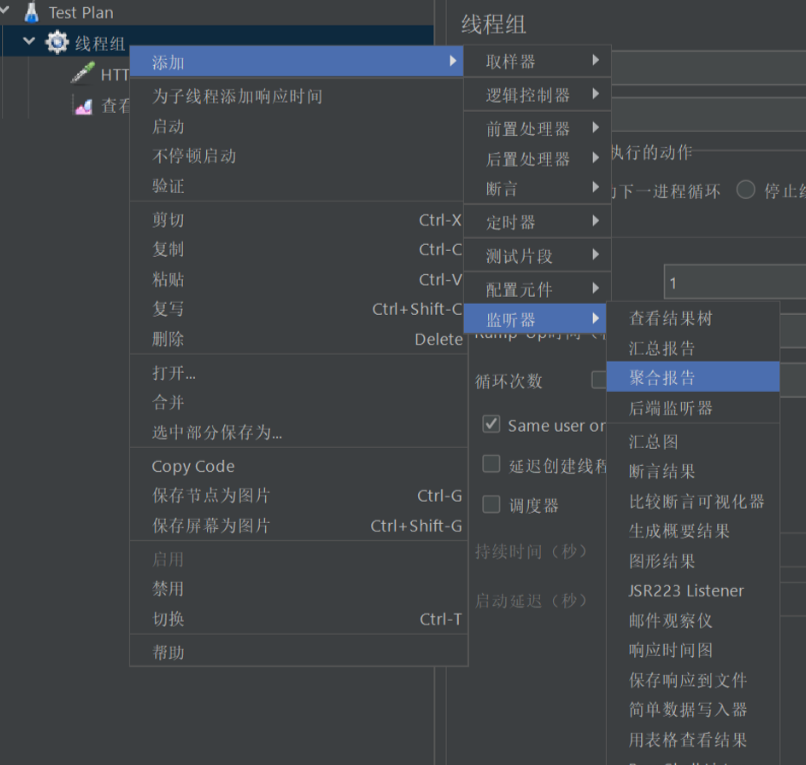 Test Plan
线程组
HTT
查看
线程组
添加
为子线程添加响应时间
启动
不停顿启动
验证
剪切 Ctrl-X
复制 Ctrl-C
粘贴 Ctrl-V
复写 Ctrl+Shift-C
删除 Delete
打开...
合并
选中部分保存为...
Copy Code
保存节点为图片 Ctrl-G
保存屏幕为图片 Ctrl+Shift-G
启用
禁用
切换 Ctrl-T
帮助
取样器
逻辑控制器
前置处理器
后置处理器
断言
定时器
测试片段
配置元件
监听器
执行的动作
下一进程循环
停止线
1
循环次数
Same user on
延迟创建线程
调度器
持续时间（秒）
启动延迟（秒）
查看结果树
汇总报告
聚合报告
后端监听器
汇总图
断言结果
比较断言可视化器
生成概要结果
图形结果
JSR223 Listener
邮件观察仪
响应时间图
保存响应到文件
简单数据写入器
用表格查看结果